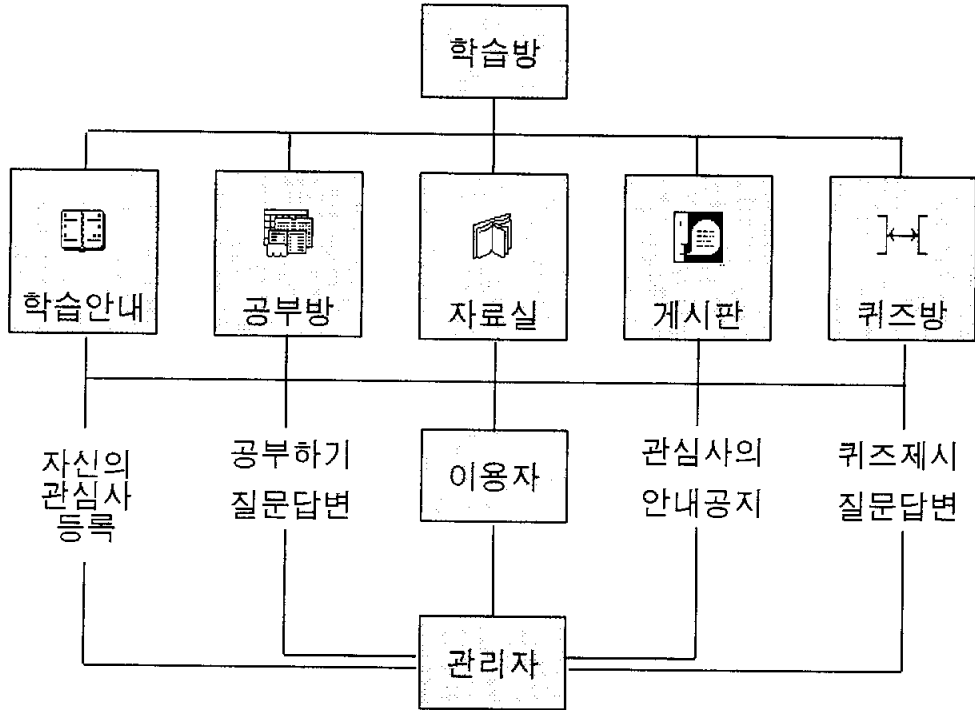 학습방
학습안내
공부방
자료실
게시판
퀴즈방
자신의
관심사
등록
공부하기
질문답변
이용자
관심사의
안내공지
퀴즈제시
질문답변
관리자